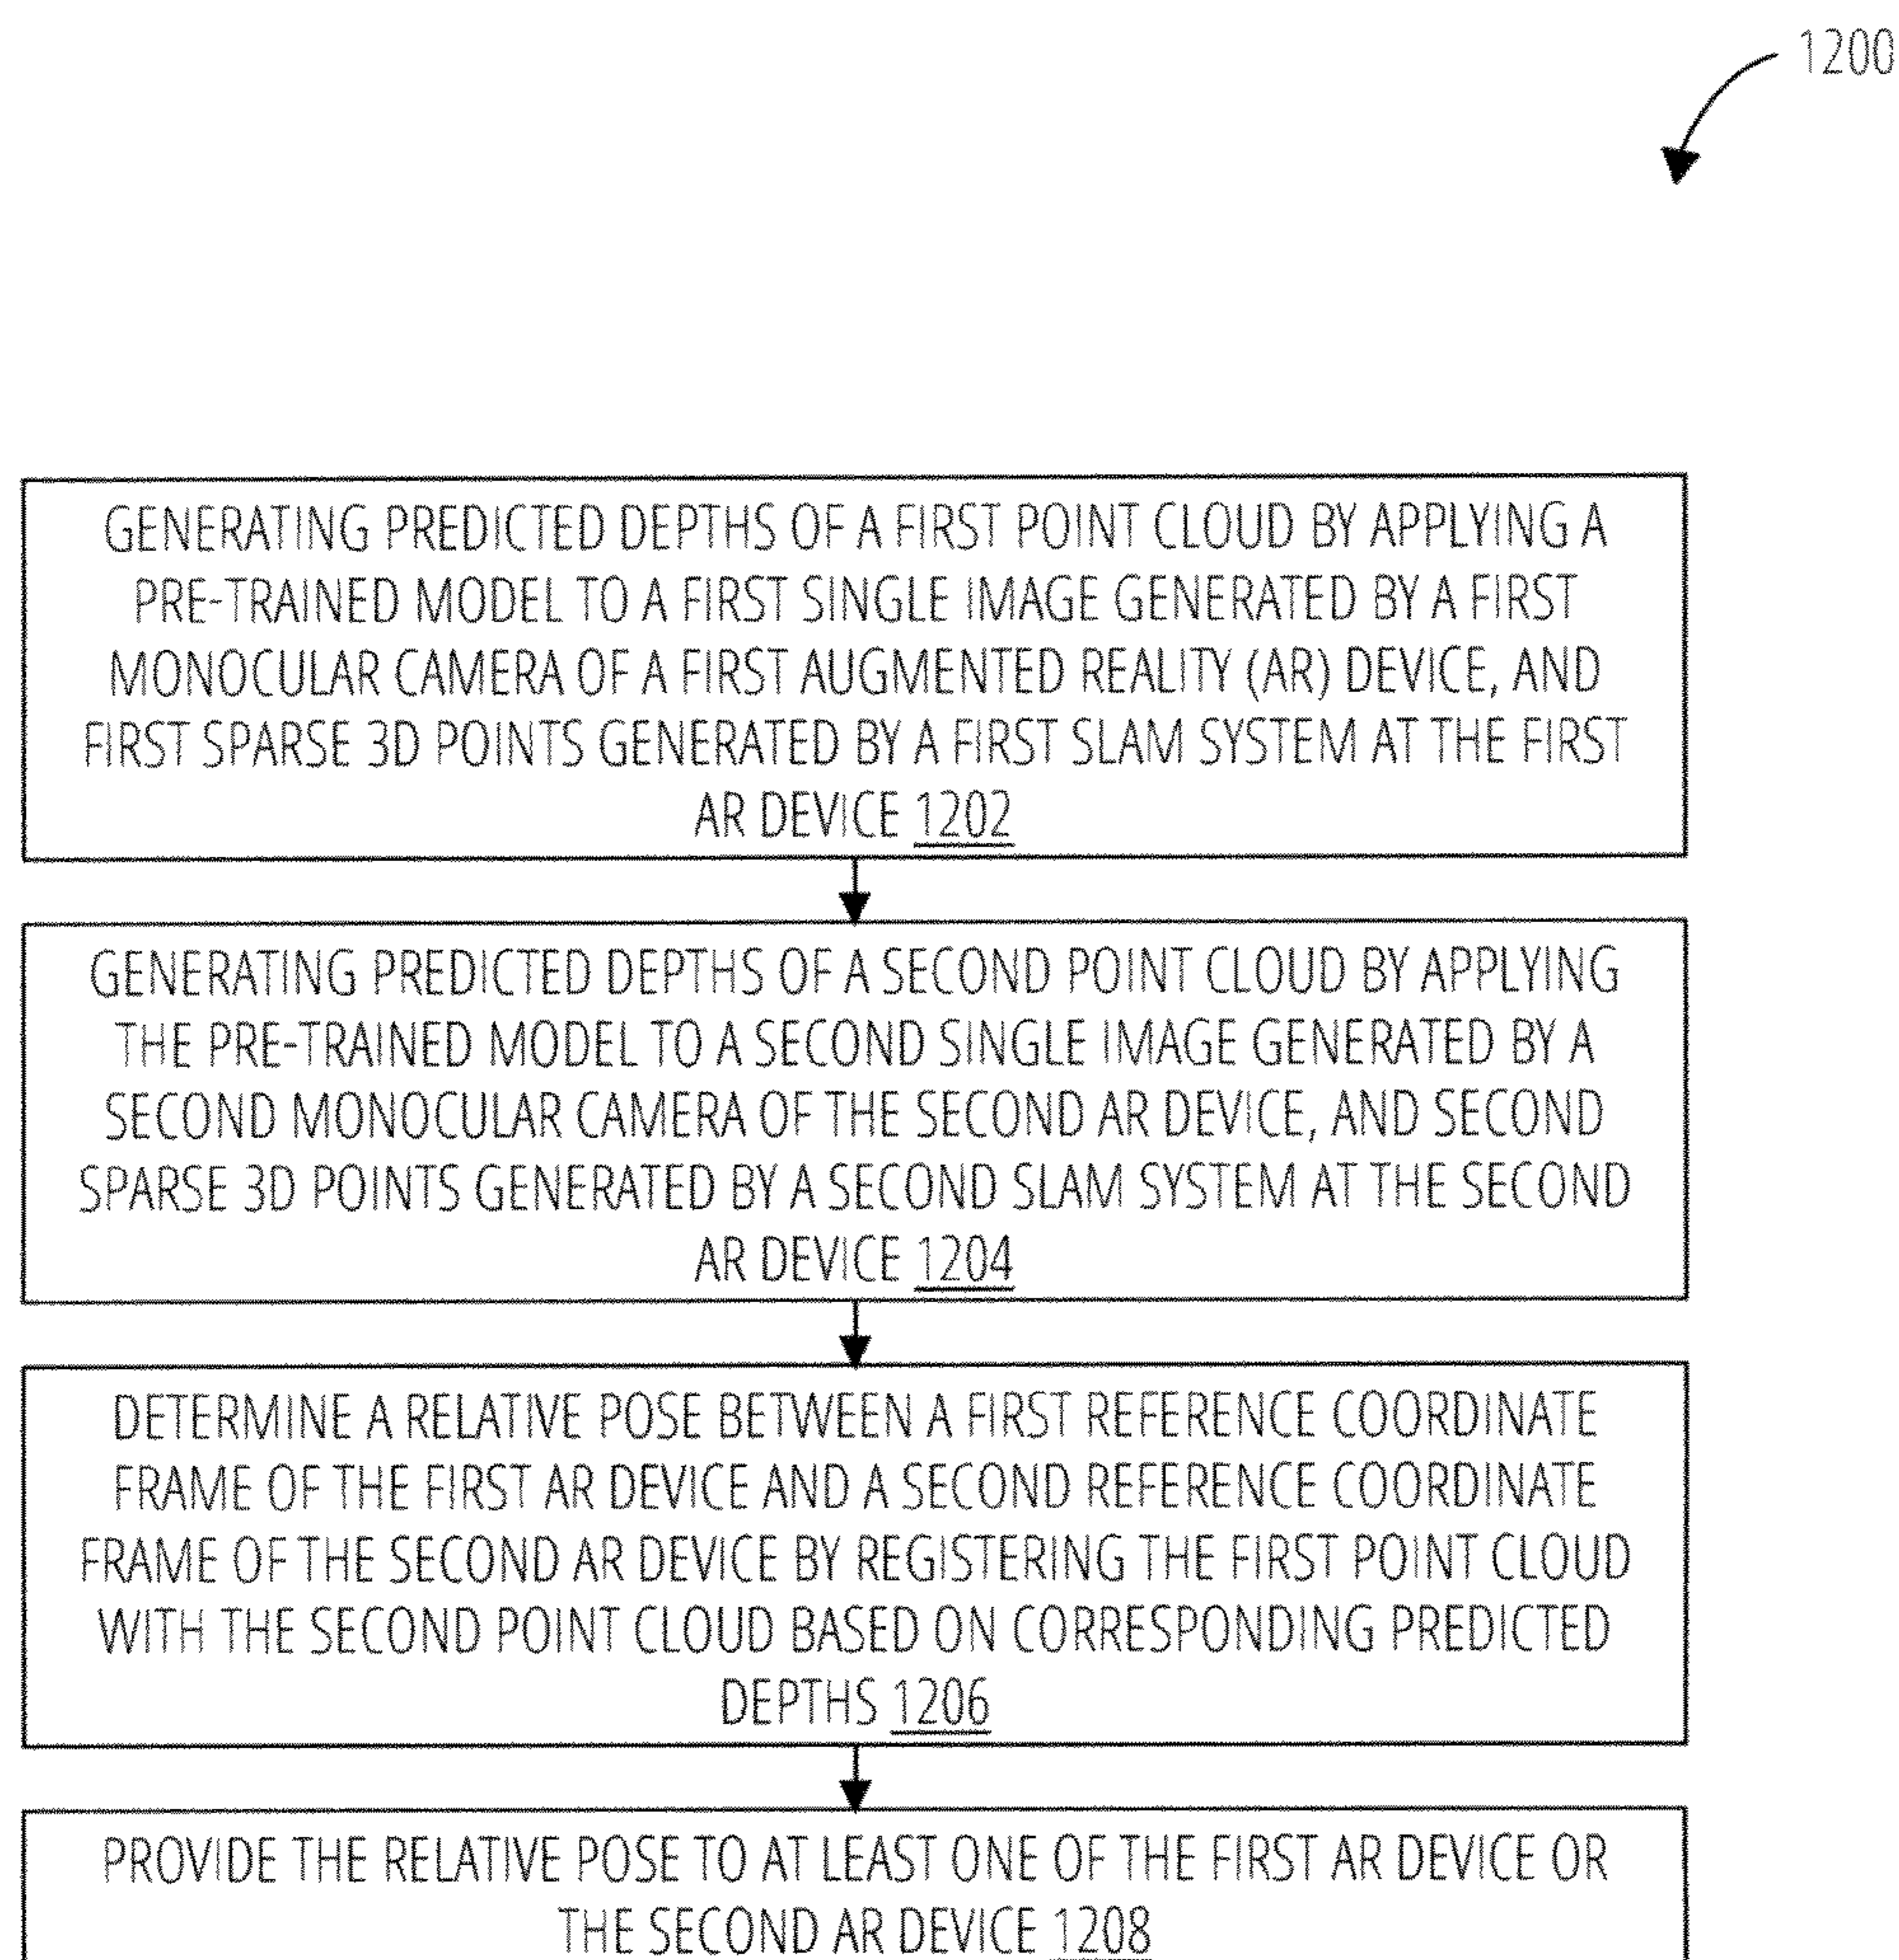 1200
GENERATING PREDICTED DEPTHS OF A FIRST POINT CLOUD BY APPLYING A
PRE-TRAINED MODEL TO A FIRST SINGLE IMAGE GENERATED BY A FIRST
MONOCULAR CAMERA OF A FIRST AUGMENTED REALITY (AR) DEVICE, AND
FIRST SPARSE 3D POINTS GENERATED BY A FIRST SLAM SYSTEM AT THE FIRST
AR DEVICE 1202
GENERATING PREDICTED DEPTHS OF A SECOND POINT CLOUD BY APPLYING
THE PRE-TRAINED MODEL TO A SECOND SINGLE IMAGE GENERATED BY A
SECOND MONOCULAR CAMERA OF THE SECOND AR DEVICE, AND SECOND
SPARSE 3D POINTS GENERATED BY A SECOND SLAM SYSTEM AT THE SECOND
AR DEVICE 1204
DETERMINE A RELATIVE POSE BETWEEN A FIRST REFERENCE COORDINATE
FRAME OF THE FIRST AR DEVICE AND A SECOND REFERENCE COORDINATE
FRAME OF THE SECOND AR DEVICE BY REGISTERING THE FIRST POINT CLOUD
WITH THE SECOND POINT CLOUD BASED ON CORRESPONDING PREDICTED
DEPTHS 1206
PROVIDE THE RELATIVE POSE TO AT LEAST ONE OF THE FIRST AR DEVICE OR
THE SECOND AR DEVICE 1208